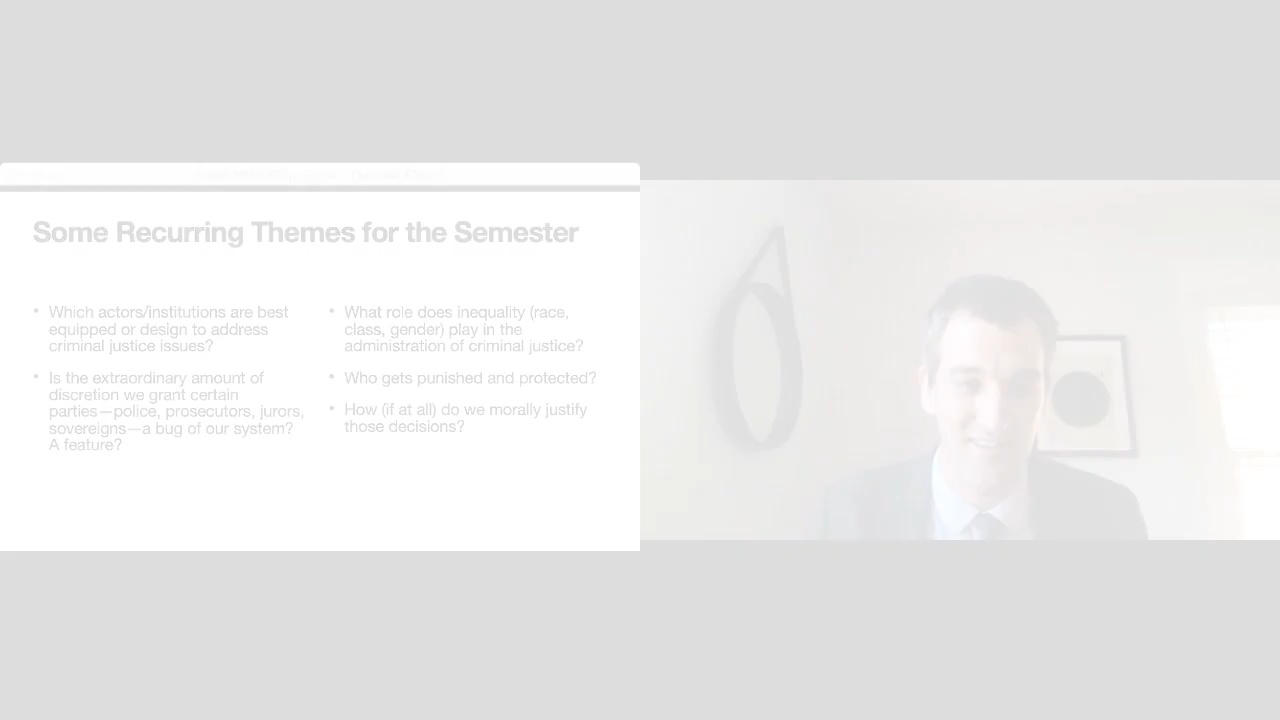 Some Recurring Themes for the Semester
• Which actors/institutions are best
equipped or design to address
criminal justice issues?
• Is the extraordinary amount of
discretion we grant certain
parties—police, prosecutors, jurors,
sovereigns—a bug of our system?
A feature?
• What role does inequality (race,
class, gender) play in the
administration of criminal justice?
• Who gets punished and protected?
• How (if at all) do we morally justify
those decisions?